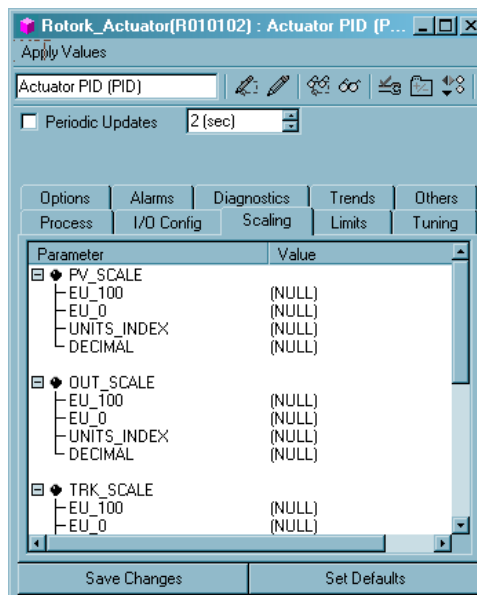 Rotork_Actuator(R010102) : Actuator PID (P...
Apply Values
Actuator PID (PID)
Periodic Updates 2 (sec)
Options Alarms Diagnostics Trends Others
Process I/O Config Scaling Limits Tuning
Parameter Value
PV_SCALE
EU_100 (NULL)
EU_0 (NULL)
UNITS_INDEX (NULL)
DECIMAL (NULL)
OUT_SCALE
EU_100 (NULL)
EU_0 (NULL)
UNITS_INDEX (NULL)
DECIMAL (NULL)
TRK_SCALE
EU_100 (NULL)
EU_0 (NULL)
Save Changes Set Defaults